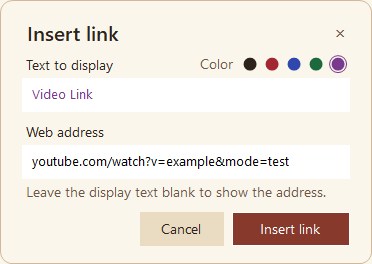 Insert link
×
Text to display
Color
Video Link
Web address
youtube.com/watch?v=example&mode=test
Leave the display text blank to show the address.
Cancel
Insert link